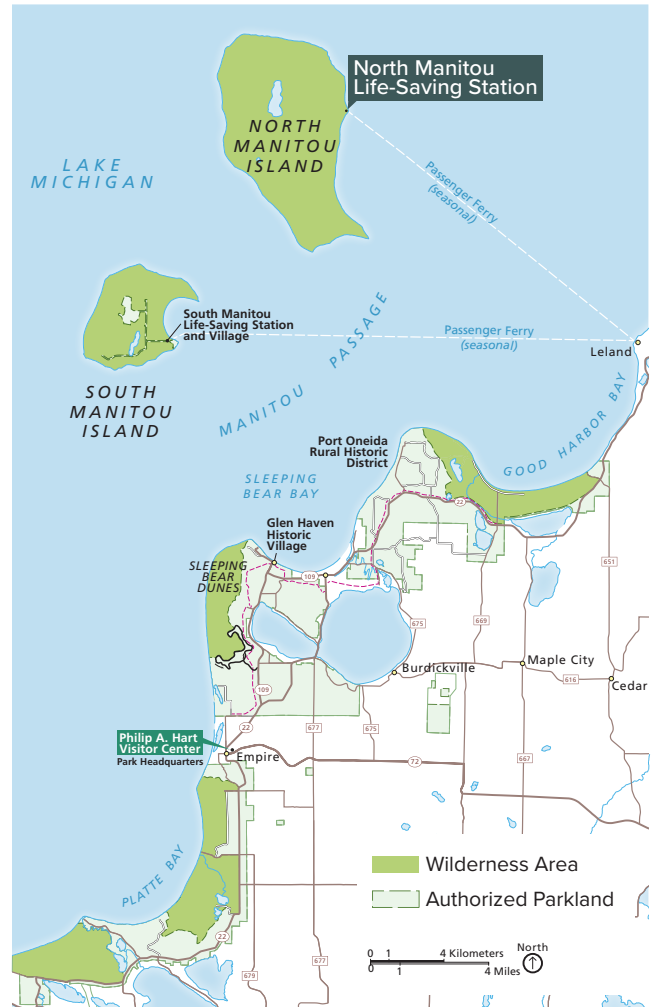 North Manitou
Life-Saving Station
NORTH
MANITOU
ISLAND
LAKE
MICHIGAN
Passenger Ferry
(seasonal)
South Manitou
Life-Saving Station
and Village
Passenger Ferry
(seasonal)
Leland
SOUTH
MANITOU
ISLAND
MANITOU PASSAGE
GOOD HARBOR BAY
Port Oneida
Rural Historic
District
SLEEPING
BEAR BAY
22
Glen Haven
Historic
Village
SLEEPING
BEAR
DUNES
109
651
675
669
Burdickville
Maple City
616
Cedar
109
22
677
675
Philip A. Hart
Visitor Center
Park Headquarters
Empire
72
667
PLATTE BAY
Wilderness Area
Authorized Parkland
22
679
677
0 1 4 Kilometers
0 1 4 Miles
North